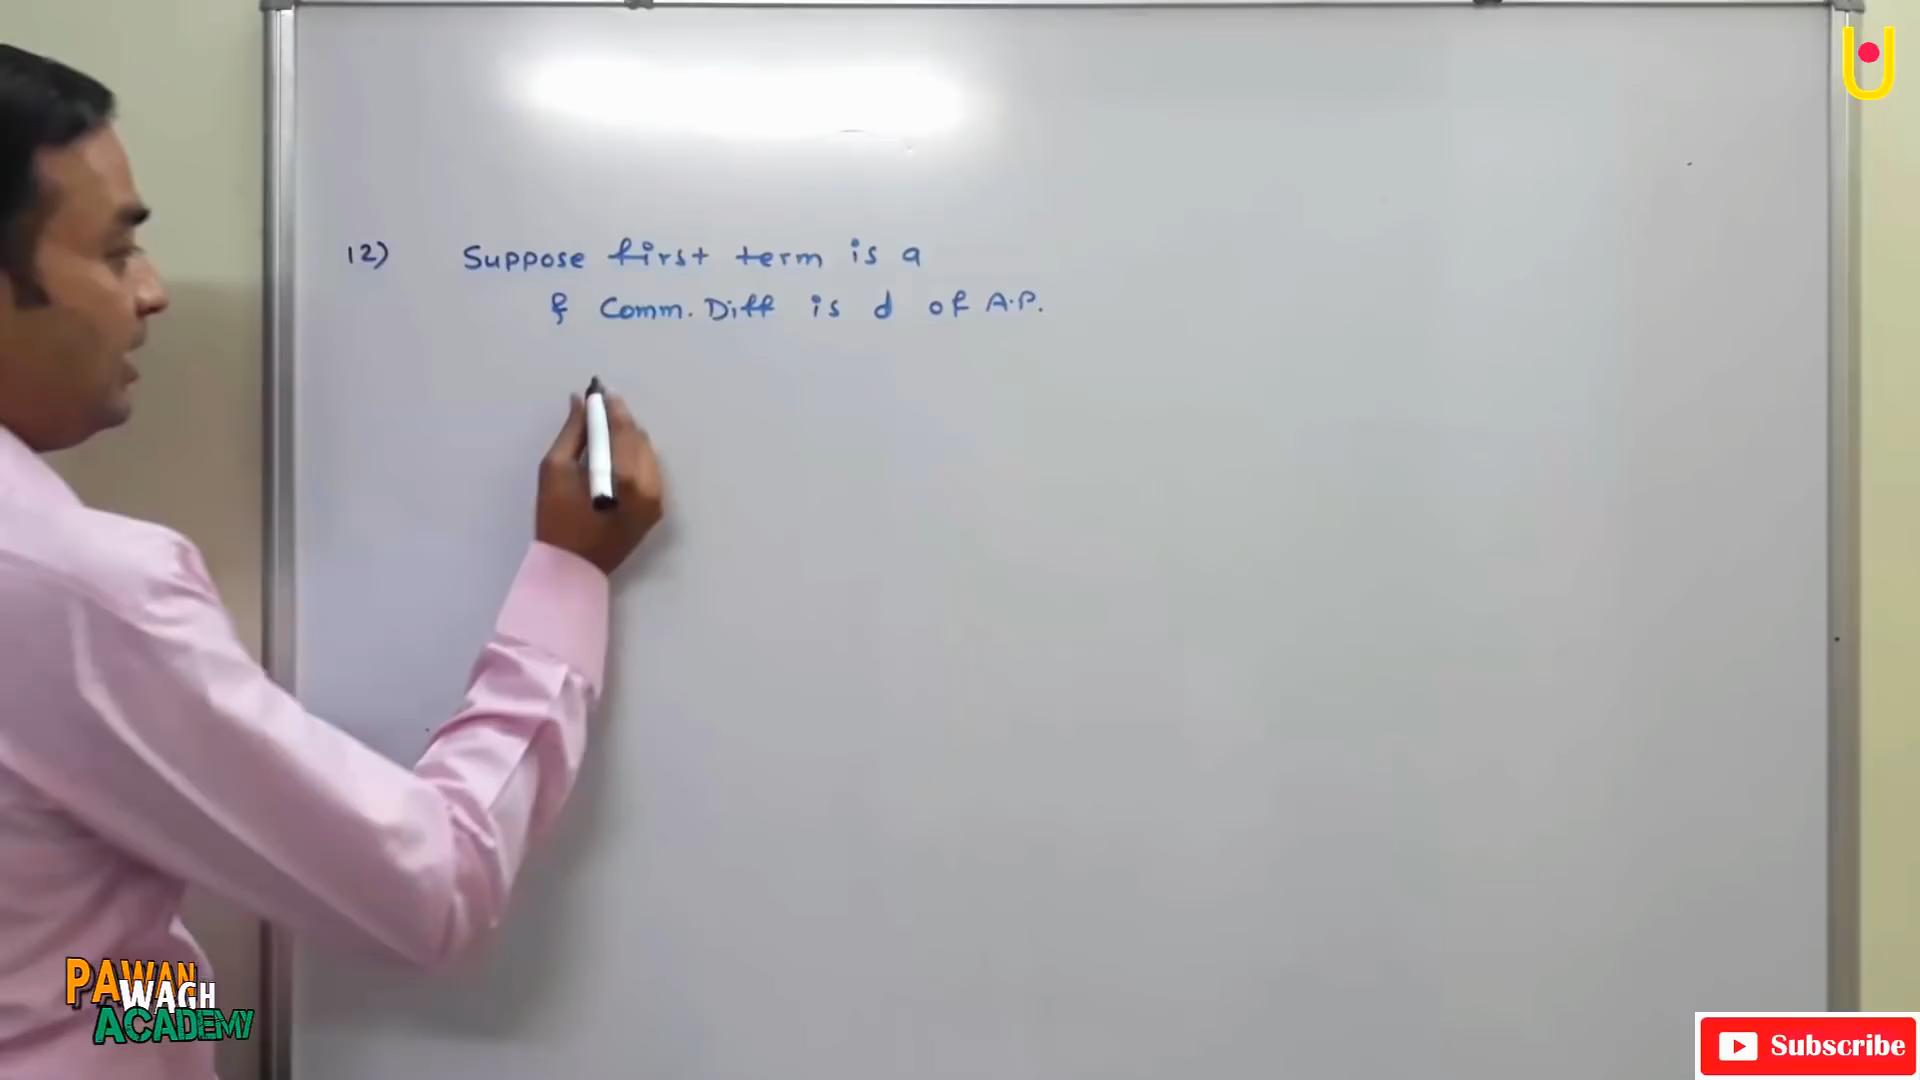 12) Suppose first term is a
& Comm. Diff is d of A.P.
PAWAN
WAGH
ACADEMY
Subscribe